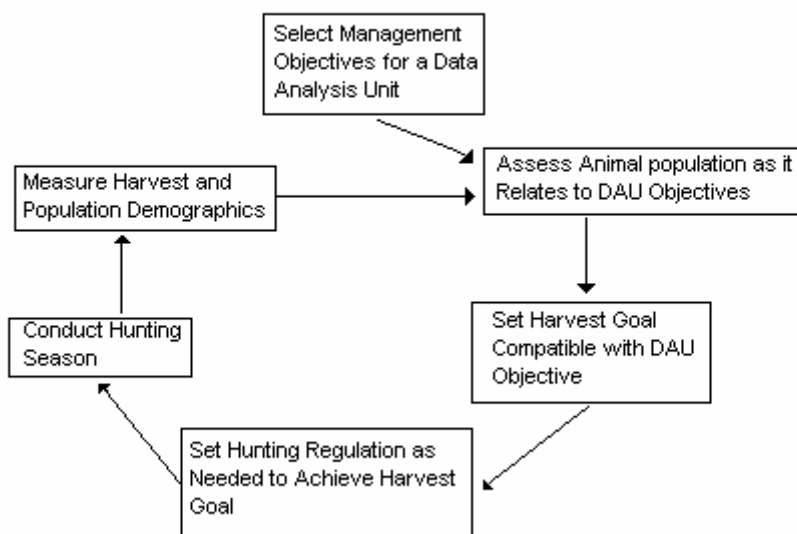 Select Management
Objectives for a Data
Analysis Unit
Measure Harvest and
Population Demographics
Assess Animal population as it
Relates to DAU Objectives
Conduct Hunting
Season
Set Harvest Goal
Compatible with DAU
Objective
Set Hunting Regulation as
Needed to Achieve Harvest
Goal